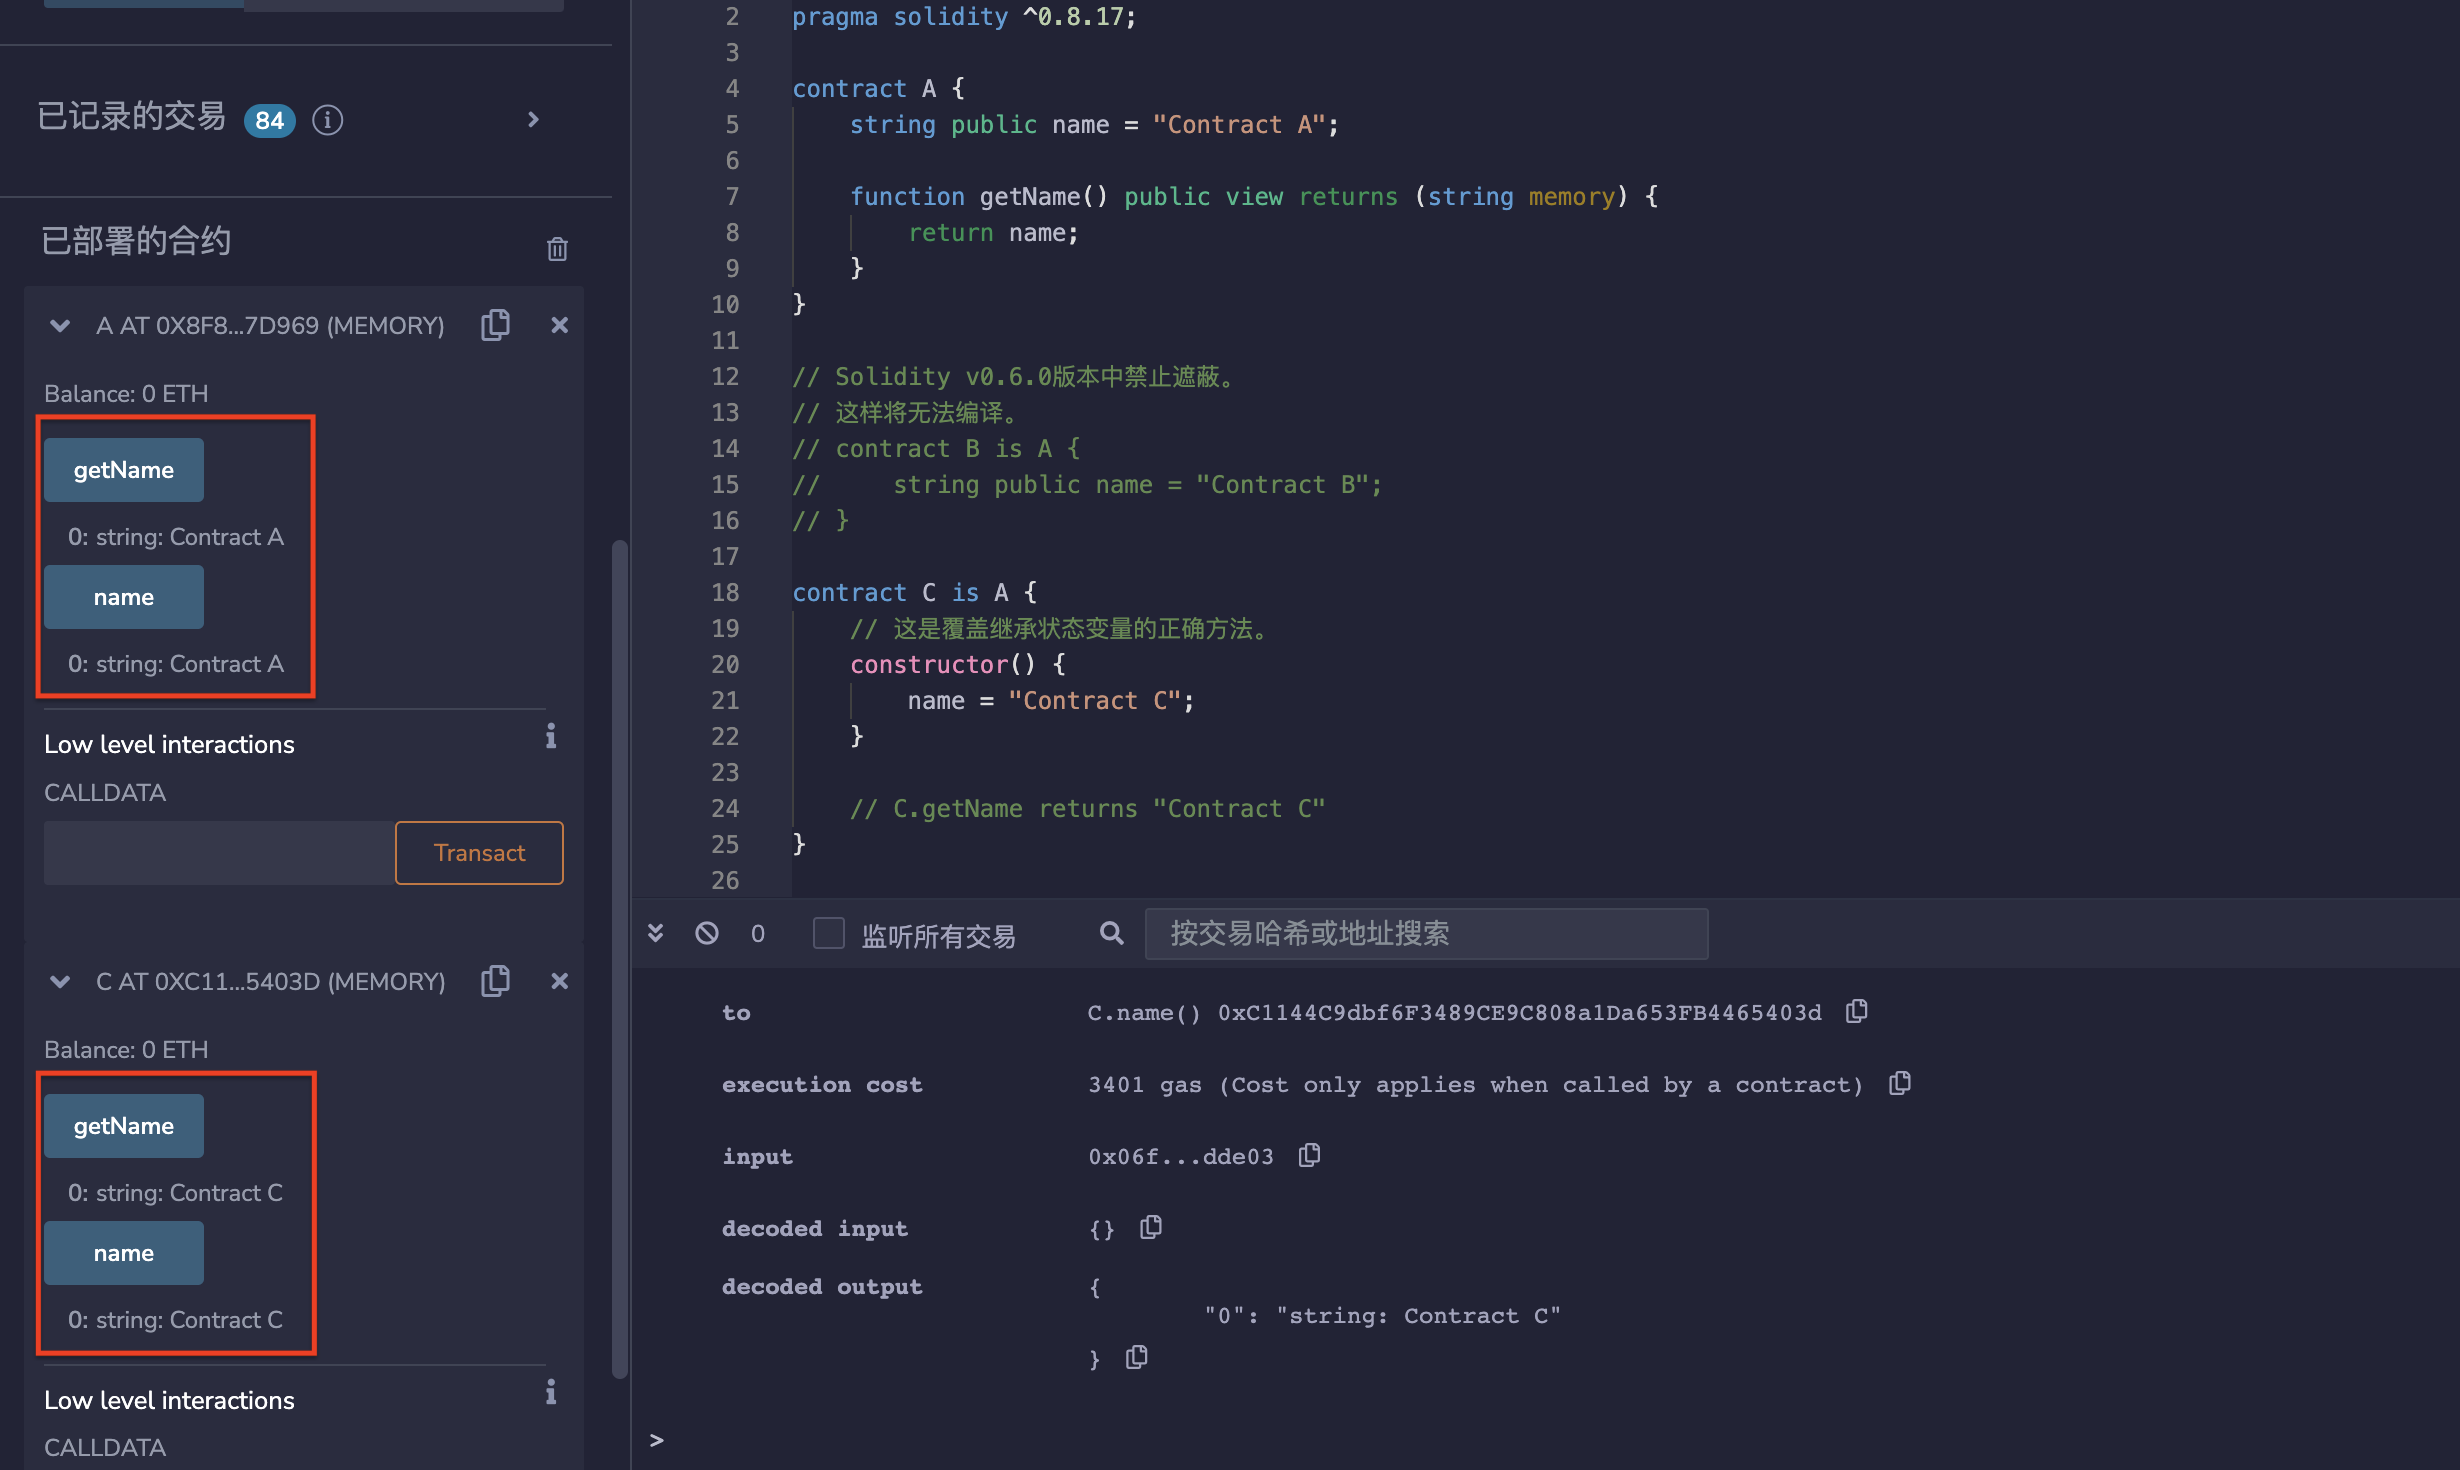 已记录的交易 84
已部署的合约
A AT 0X8F8...7D969 (MEMORY)
Balance: 0 ETH
getName
0: string: Contract A
name
0: string: Contract A
Low level interactions
CALLDATA
Transact
C AT 0XC11...5403D (MEMORY)
Balance: 0 ETH
getName
0: string: Contract C
name
0: string: Contract C
Low level interactions
CALLDATA
2 pragma solidity ^0.8.17;
3
4 contract A {
5 string public name = "Contract A";
6
7 function getName() public view returns (string memory) {
8 return name;
9 }
10 }
11
12 // Solidity v0.6.0版本中禁止遮蔽。
13 // 这样将无法编译。
14 // contract B is A {
15 // string public name = "Contract B";
16 // }
17
18 contract C is A {
19 // 这是覆盖继承状态变量的正确方法。
20 constructor() {
21 name = "Contract C";
22 }
23
24 // C.getName returns "Contract C"
25 }
26
0 监听所有交易 按交易哈希或地址搜索
to C.name() 0xC1144C9dbf6F3489CE9C808a1Da653FB4465403d
execution cost 3401 gas (Cost only applies when called by a contract)
input 0x06f...dde03
decoded input {}
decoded output {
"0": "string: Contract C"
}
>